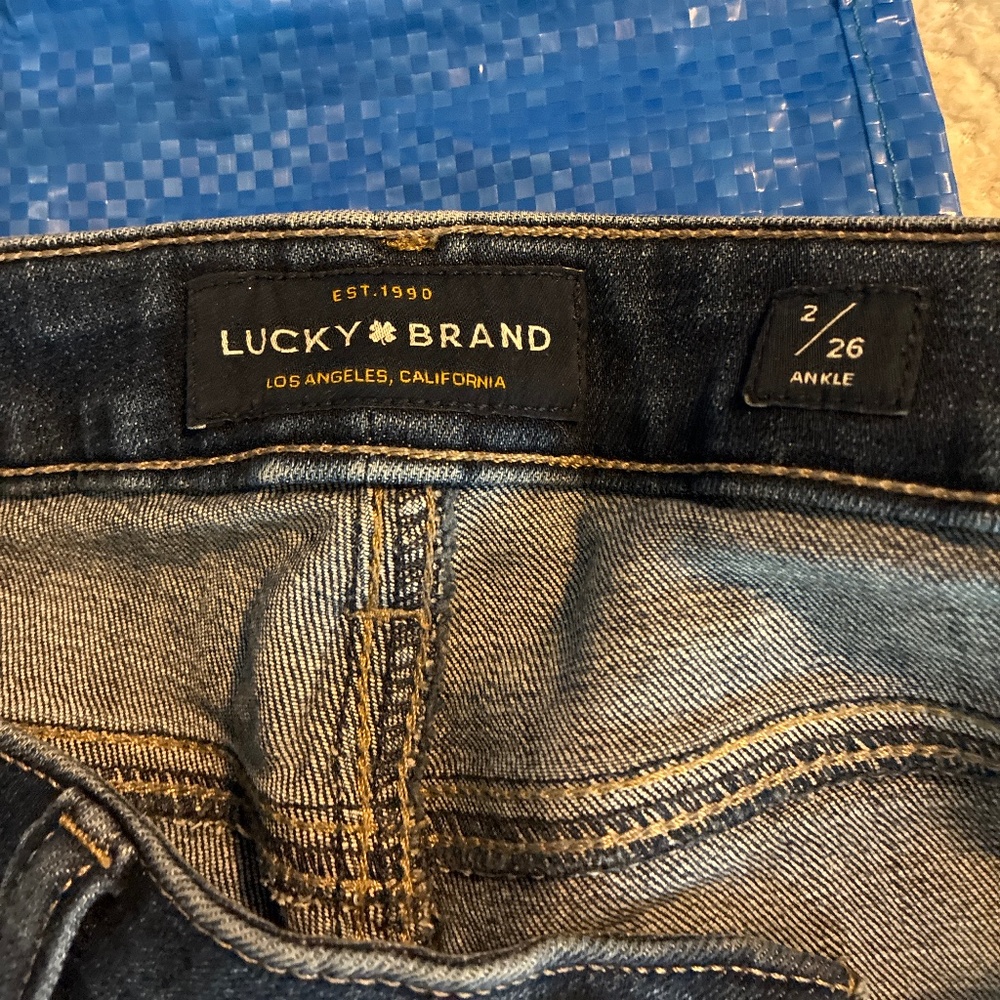 EST.1990
LUCKY BRAND
LOS ANGELES, CALIFORNIA
2/26
ANKLE